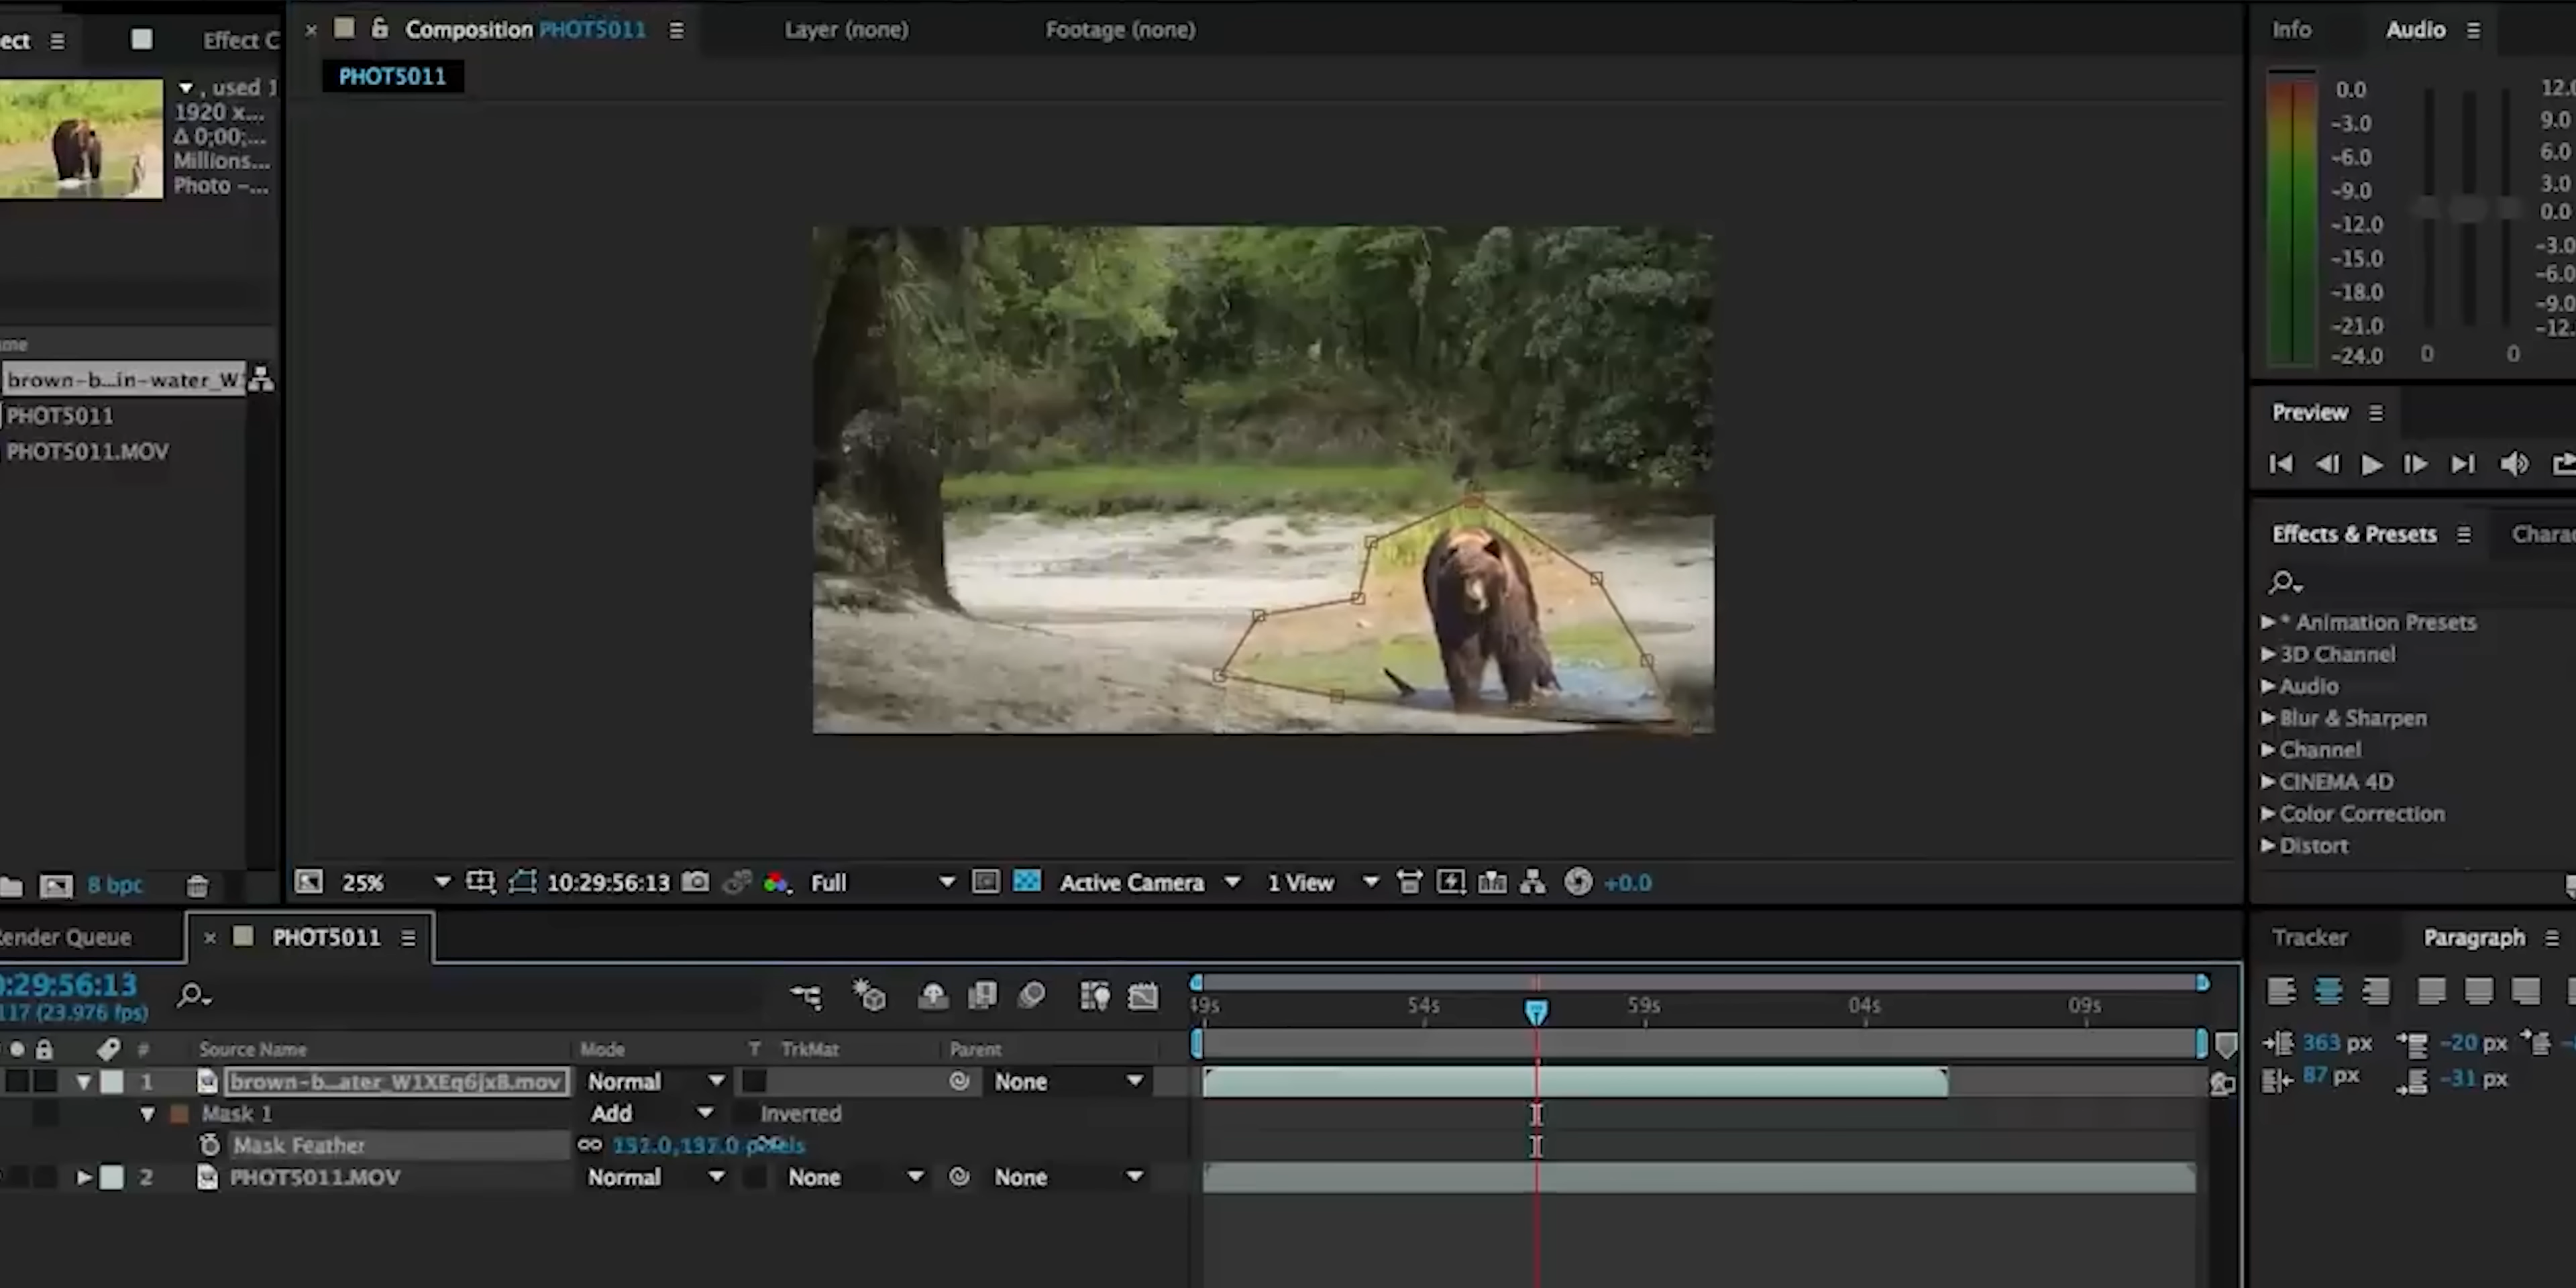 ect
Effect C
Composition PHOT5011
Layer (none)
Footage (none)
Info
Audio
PHOT5011
, used 1
1920 x...
Δ 0;00;...
Millions...
Photo –...
0.0
-3.0
-6.0
-9.0
-12.0
-15.0
-18.0
-21.0
-24.0
12.0
9.0
6.0
3.0
0.0
-3.0
-6.0
-9.0
-12.
0
0
me
brown-b...in-water_W
PHOT5011
PHOT5011.MOV
Preview
Effects & Presets
Chara
* Animation Presets
3D Channel
Audio
Blur & Sharpen
Channel
CINEMA 4D
Color Correction
Distort
8 bpc
25%
10:29:56:13
Full
Active Camera
1 View
+0.0
Render Queue
PHOT5011
Tracker
Paragraph
0:29:56:13
117 (23.976 fps)
49s
54s
59s
04s
09s
363 px
-20 px
87 px
-31 px
#
Source Name
Mode
T
TrkMat
Parent
1
brown-b...ater_W1XEq6jxB.mov
Normal
None
Mask 1
Add
Inverted
Mask Feather
2
PHOT5011.MOV
Normal
None
None